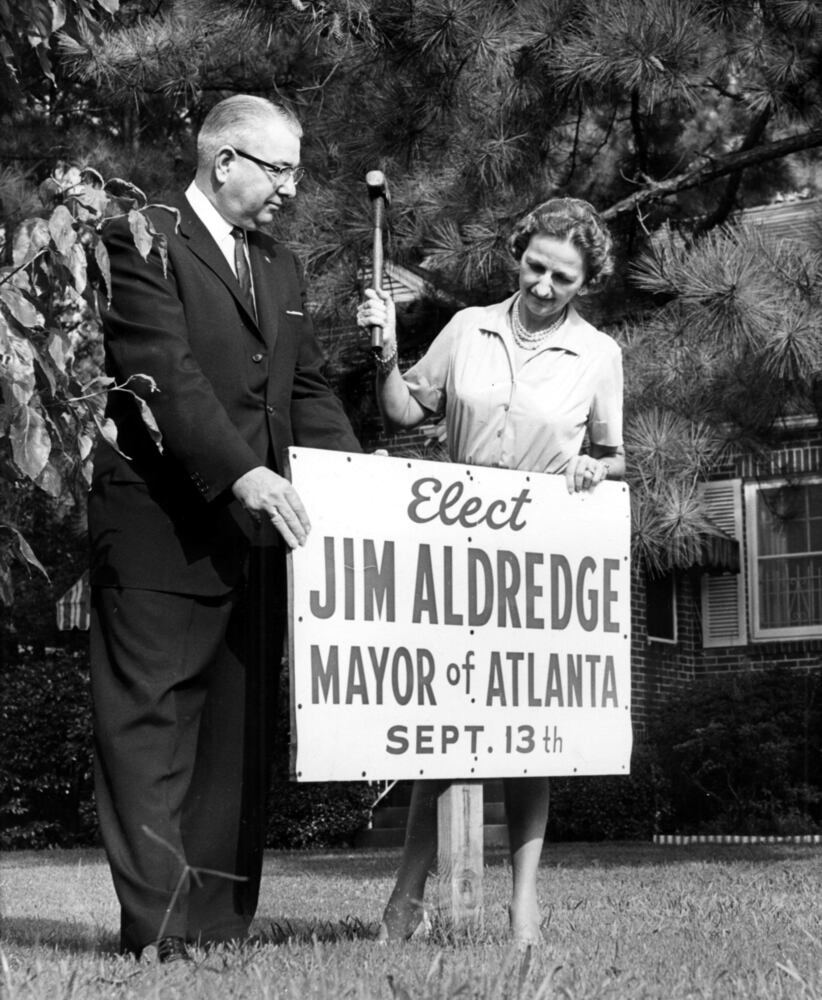 Elect
JIM ALDREDGE
MAYOR of ATLANTA
SEPT. 13th